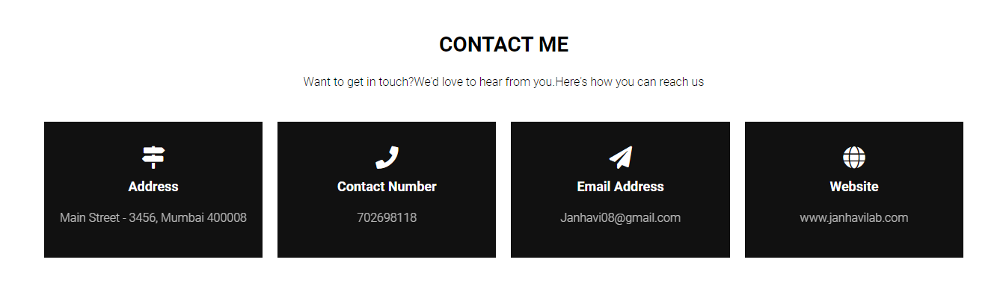 CONTACT ME
Want to get in touch?We'd love to hear from you.Here's how you can reach us
Address
Main Street - 3456, Mumbai 400008
Contact Number
702698118
Email Address
Janhavi08@gmail.com
Website
www.janhavilab.com